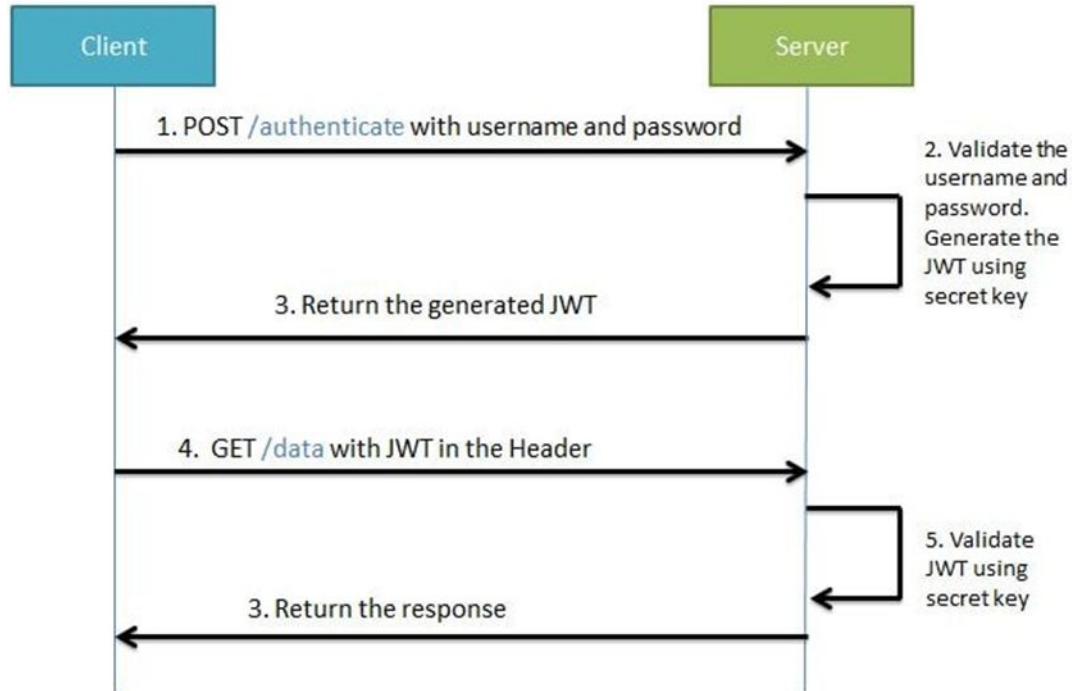 Client
Server
1. POST /authenticate with username and password
2. Validate the
username and
password.
Generate the
JWT using
secret key
3. Return the generated JWT
4. GET /data with JWT in the Header
5. Validate
JWT using
secret key
3. Return the response